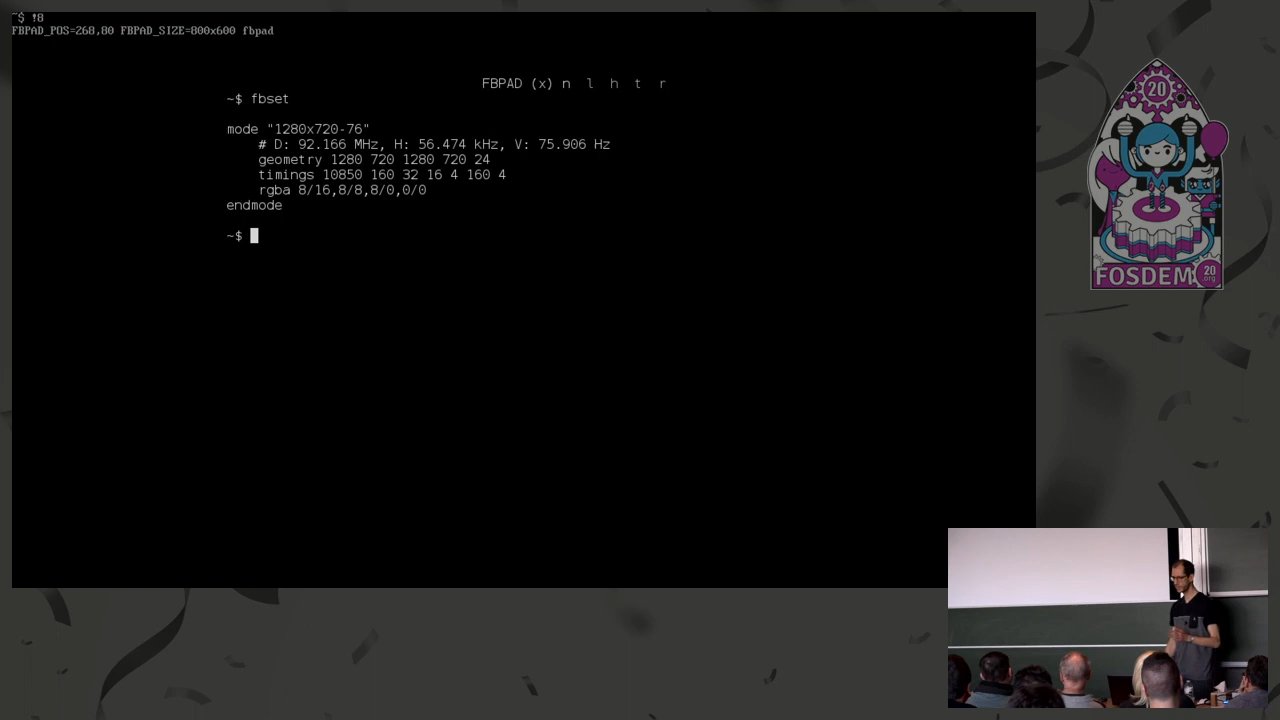 ~$ !8
FBPAD_POS=268,80 FBPAD_SIZE=800x600 fbpad
FBPAD (x) n l h t r
~$ fbset
mode "1280x720-76"
# D: 92.166 MHz, H: 56.474 kHz, V: 75.906 Hz
geometry 1280 720 1280 720 24
timings 10850 160 32 16 4 160 4
rgba 8/16,8/8,8/0,0/0
endmode
~$
20
FOSDEM
20
.org